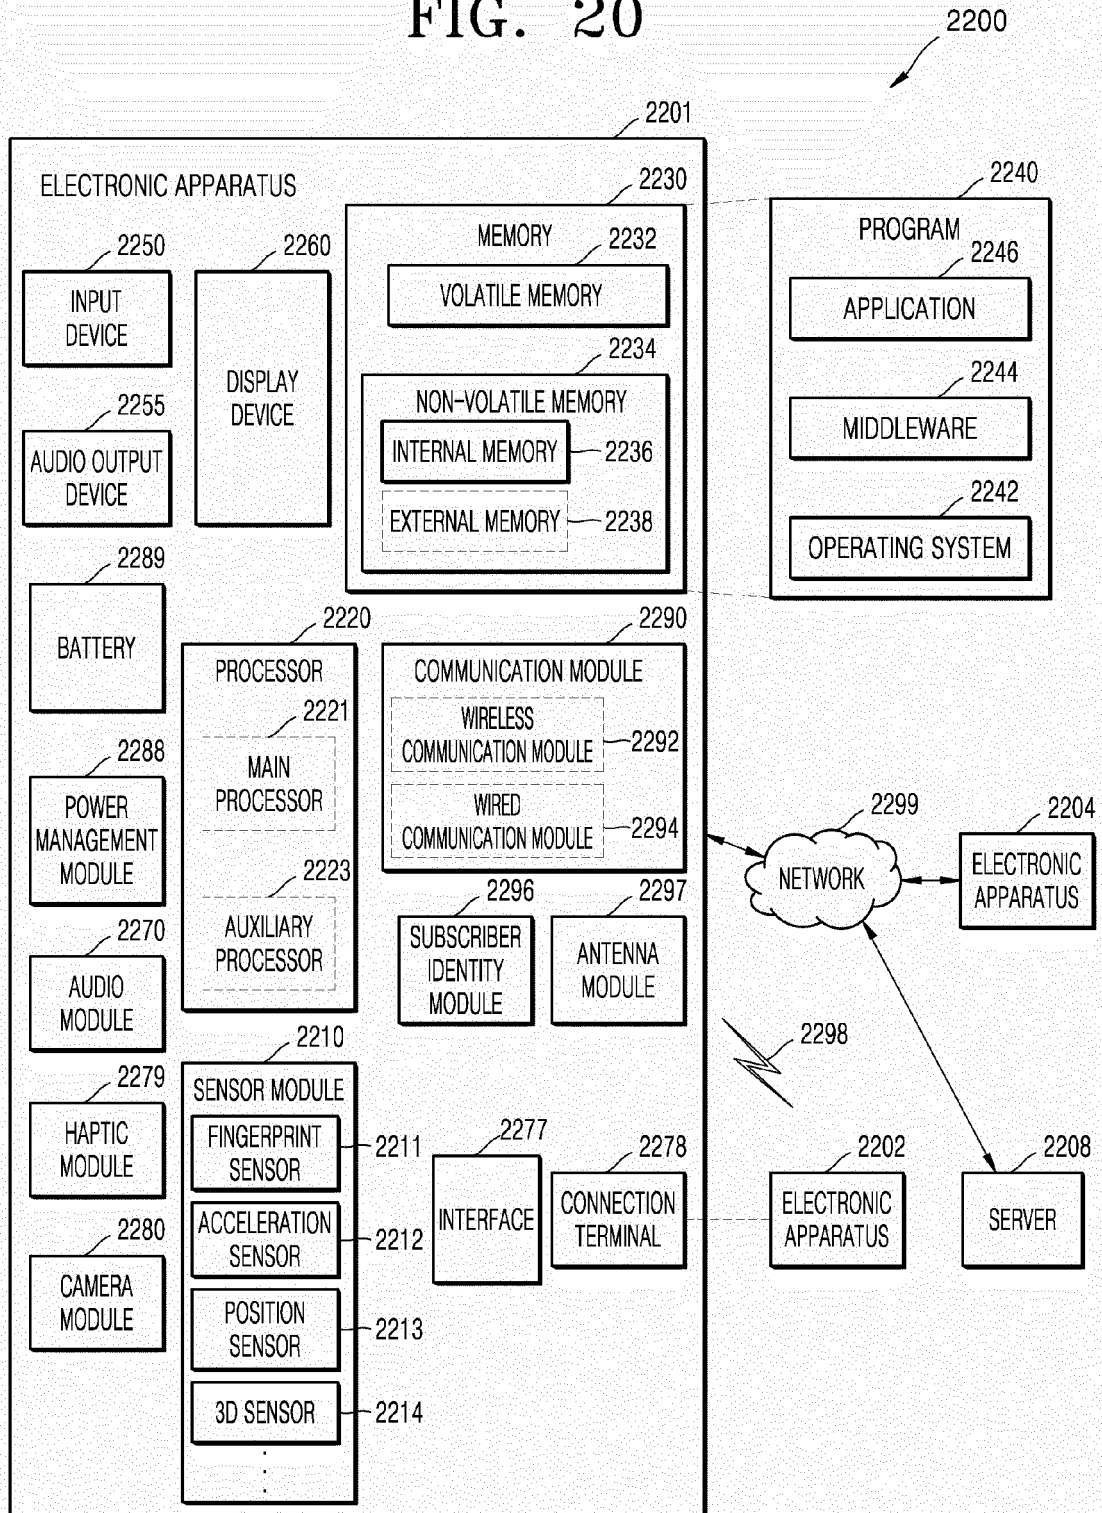 FIG. 20
2200
2201
ELECTRONIC APPARATUS
2230
MEMORY
2232
VOLATILE MEMORY
2234
NON-VOLATILE MEMORY
INTERNAL MEMORY
2236
EXTERNAL MEMORY
2238
2240
PROGRAM
2246
APPLICATION
2244
MIDDLEWARE
2242
OPERATING SYSTEM
2250
INPUT
DEVICE
2260
DISPLAY
DEVICE
2255
AUDIO OUTPUT
DEVICE
2289
BATTERY
2220
PROCESSOR
2221
MAIN
PROCESSOR
2223
AUXILIARY
PROCESSOR
2290
COMMUNICATION MODULE
WIRELESS
COMMUNICATION MODULE
2292
WIRED
COMMUNICATION MODULE
2294
2288
POWER
MANAGEMENT
MODULE
2296
SUBSCRIBER
IDENTITY
MODULE
2297
ANTENNA
MODULE
2299
NETWORK
2204
ELECTRONIC
APPARATUS
2270
AUDIO
MODULE
2298
2279
HAPTIC
MODULE
2210
SENSOR MODULE
FINGERPRINT
SENSOR
2211
ACCELERATION
SENSOR
2212
POSITION
SENSOR
2213
3D SENSOR
2214
2277
INTERFACE
2278
CONNECTION
TERMINAL
2202
ELECTRONIC
APPARATUS
2208
SERVER
2280
CAMERA
MODULE